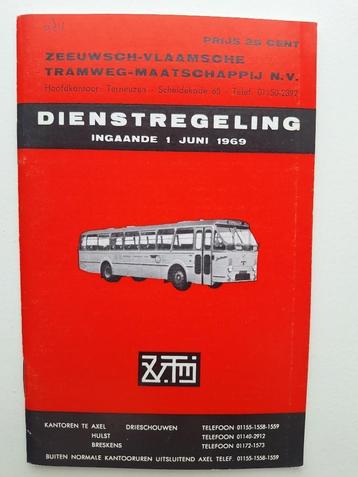 PRIJS 25 CENT
ZEEUWSCH-VLAAMSCHE
TRAMWEG-MAATSCHAPPIJ N.V.
Hoofdkantoor: Terneuzen - Scheldekade 60 - Telef. 01150-2392
DIENSTREGELING
INGAANDE 1 JUNI 1969
Z.V.T.M
KANTOREN TE AXEL DRIESCHOUWEN TELEFOON 01155-1558-1559
HULST TELEFOON 01140-2912
BRESKENS TELEFOON 01172-1573
BUITEN NORMALE KANTOORUREN UITSLUITEND AXEL TELEF. 01155-1558-1559